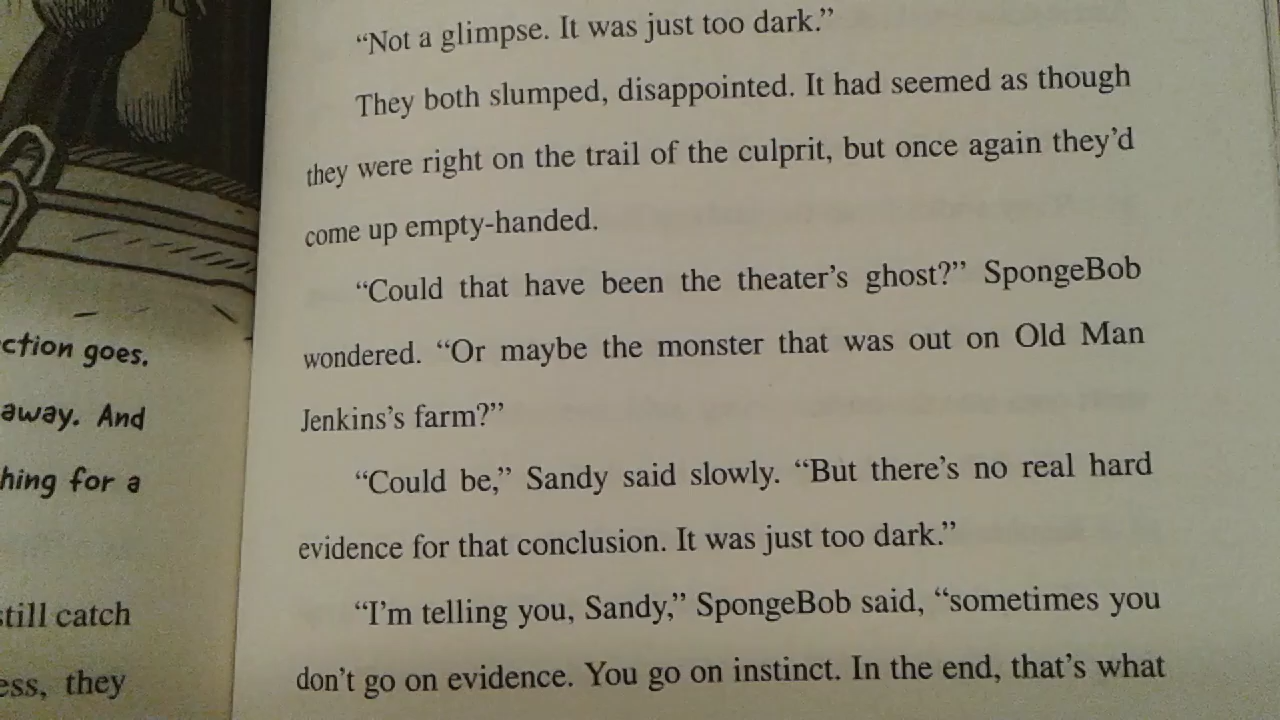 ction goes.
away. And
hing for a
still catch
ess, they
“Not a glimpse. It was just too dark.”
They both slumped, disappointed. It had seemed as though
they were right on the trail of the culprit, but once again they’d
come up empty-handed.
“Could that have been the theater’s ghost?” SpongeBob
wondered. “Or maybe the monster that was out on Old Man
Jenkins’s farm?”
“Could be,” Sandy said slowly. “But there’s no real hard
evidence for that conclusion. It was just too dark.”
“I’m telling you, Sandy,” SpongeBob said, “sometimes you
don’t go on evidence. You go on instinct. In the end, that’s what